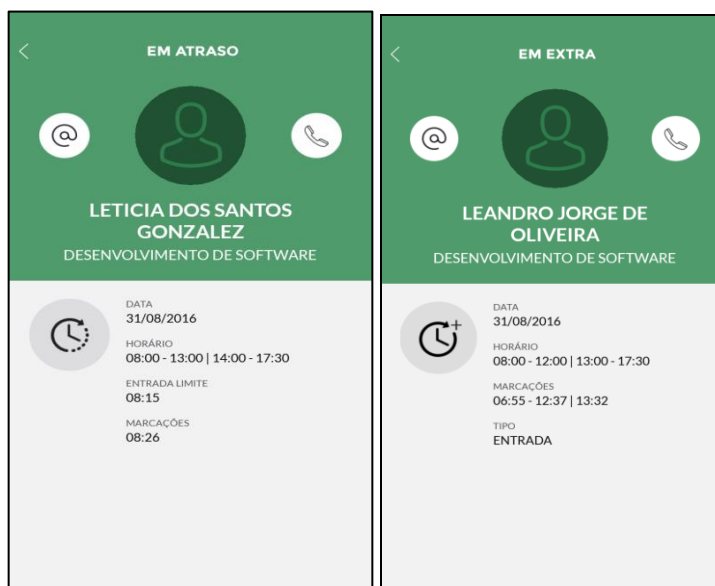 EM ATRASO
LETICIA DOS SANTOS
GONZALEZ
DESENVOLVIMENTO DE SOFTWARE
DATA
31/08/2016
HORÁRIO
08:00 - 13:00 | 14:00 - 17:30
ENTRADA LIMITE
08:15
MARCAÇÕES
08:26
EM EXTRA
LEANDRO JORGE DE
OLIVEIRA
DESENVOLVIMENTO DE SOFTWARE
DATA
31/08/2016
HORÁRIO
08:00 - 12:00 | 13:00 - 17:30
MARCAÇÕES
06:55 - 12:37 | 13:32
TIPO
ENTRADA